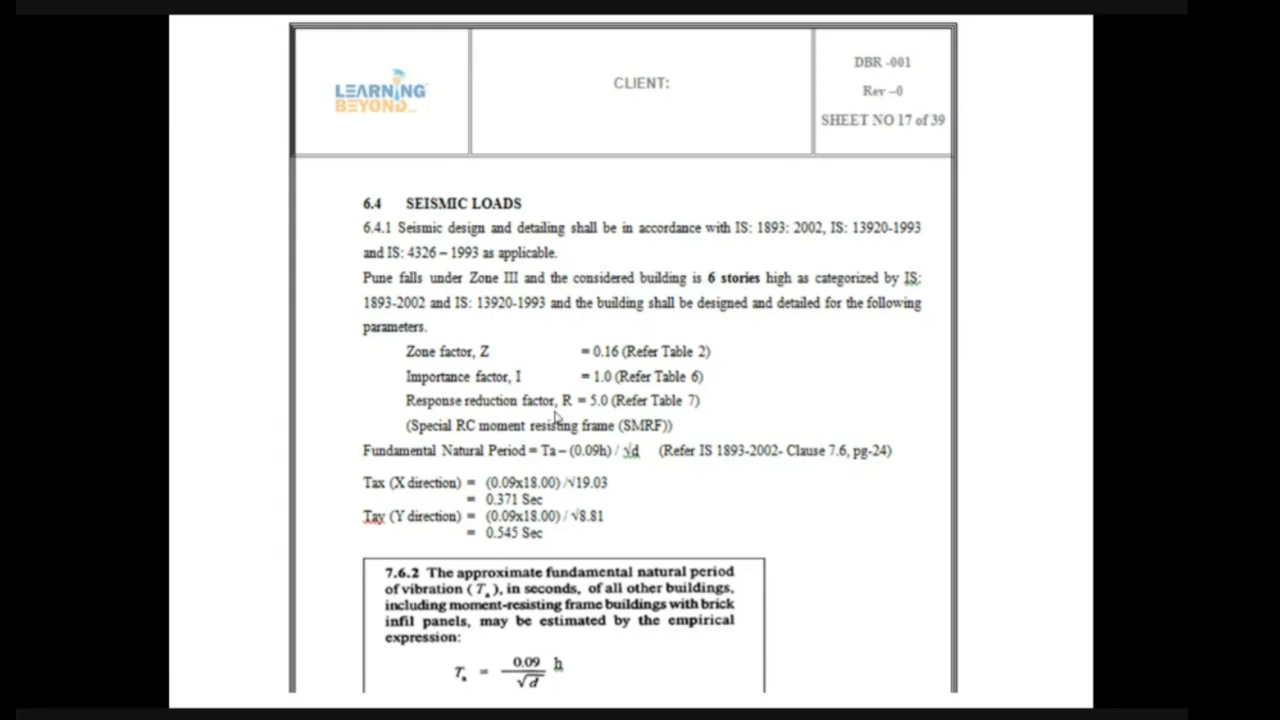 LEARNING
BEYOND...
CLIENT:
DBR -001
Rev –0
SHEET NO 17 of 39
6.4 SEISMIC LOADS
6.4.1 Seismic design and detailing shall be in accordance with IS: 1893: 2002, IS: 13920-1993
and IS: 4326 – 1993 as applicable.
Pune falls under Zone III and the considered building is 6 stories high as categorized by IS:
1893-2002 and IS: 13920-1993 and the building shall be designed and detailed for the following
parameters.
Zone factor, Z = 0.16 (Refer Table 2)
Importance factor, I = 1.0 (Refer Table 6)
Response reduction factor, R = 5.0 (Refer Table 7)
(Special RC moment resisting frame (SMRF))
Fundamental Natural Period = Ta – (0.09h) / √d (Refer IS 1893-2002- Clause 7.6, pg-24)
Tax (X direction) = (0.09x18.00) /√19.03
= 0.371 Sec
Tay (Y direction) = (0.09x18.00) / √8.81
= 0.545 Sec
7.6.2 The approximate fundamental natural period
of vibration ( Ta ), in seconds, of all other buildings,
including moment-resisting frame buildings with brick
infil panels, may be estimated by the empirical
expression:
Ta = 0.09 h / √d